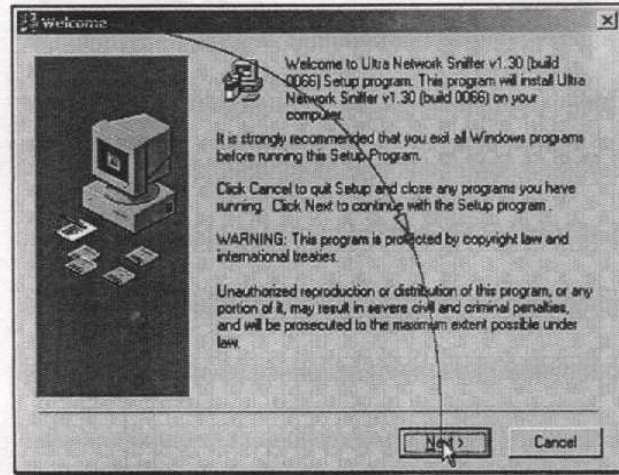 Welcome
Welcome to Ultra Network Sniffer v1.30 (build
0066) Setup program. This program will install Ultra
Network Sniffer v1.30 (build 0066) on your
computer.
It is strongly recommended that you exit all Windows programs
before running this Setup Program.
Click Cancel to quit Setup and close any programs you have
running. Click Next to continue with the Setup program .
WARNING: This program is protected by copyright law and
international treaties.
Unauthorized reproduction or distribution of this program, or any
portion of it, may result in severe civil and criminal penalties,
and will be prosecuted to the maximum extent possible under
law.
Next >
Cancel